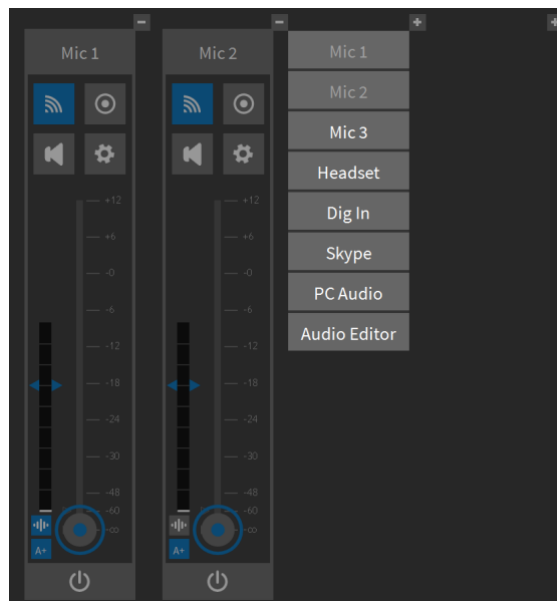 Mic 1
+12
+6
-0
-6
-12
-18
-24
-30
-48
-60
-∞
A+
Mic 2
+12
+6
-0
-6
-12
-18
-24
-30
-48
-60
-∞
A+
Mic 1
Mic 2
Mic 3
Headset
Dig In
Skype
PC Audio
Audio Editor